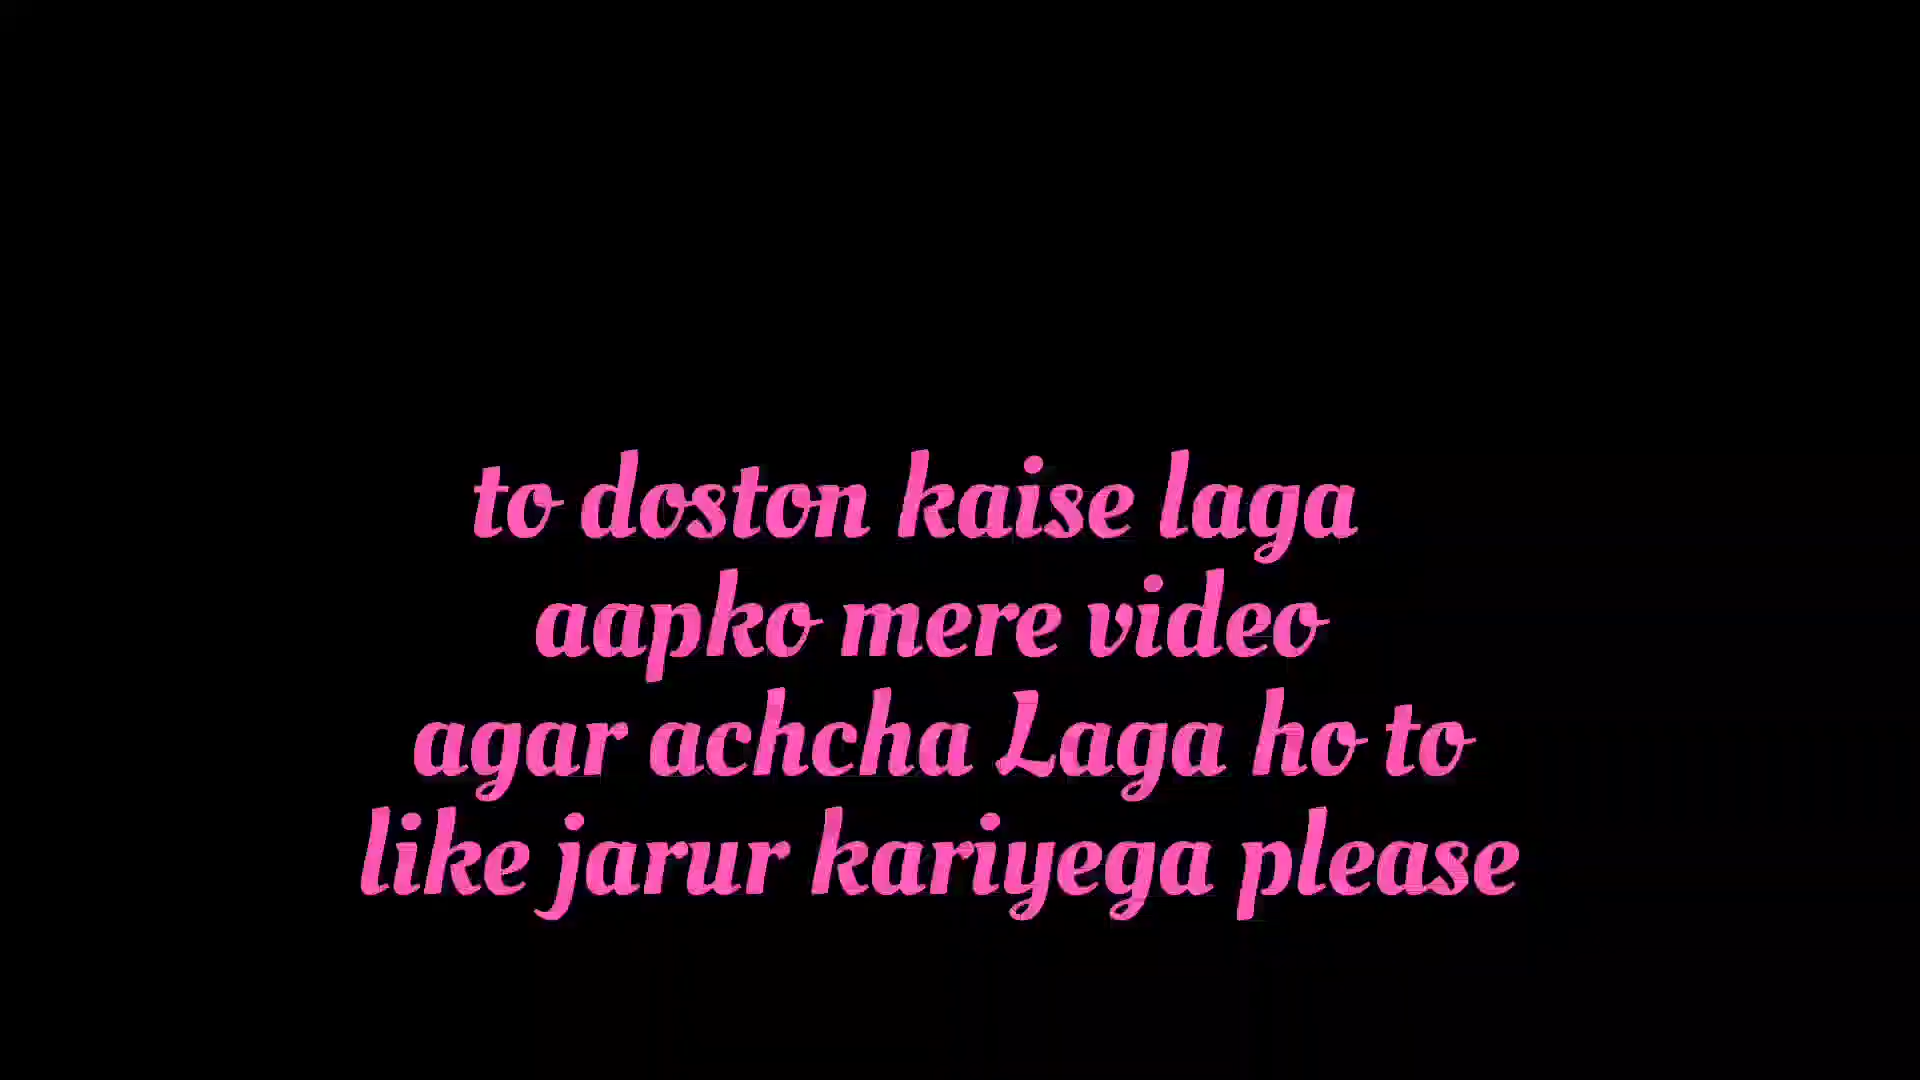 to doston kaise laga
aapko mere video
agar achcha Laga ho to
like jarur kariyega please